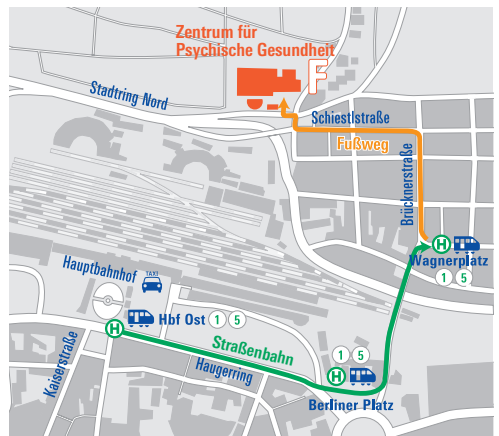 Zentrum für
Psychische Gesundheit
F
Stadtring Nord
Schiestlstraße
Fußweg
Brücknerstraße
H
Wagnerplatz
1 5
Hauptbahnhof
TAXI
H
Hbf Ost 1 5
Straßenbahn
Kaiserstraße
Haugerring
1 5
H
Berliner Platz